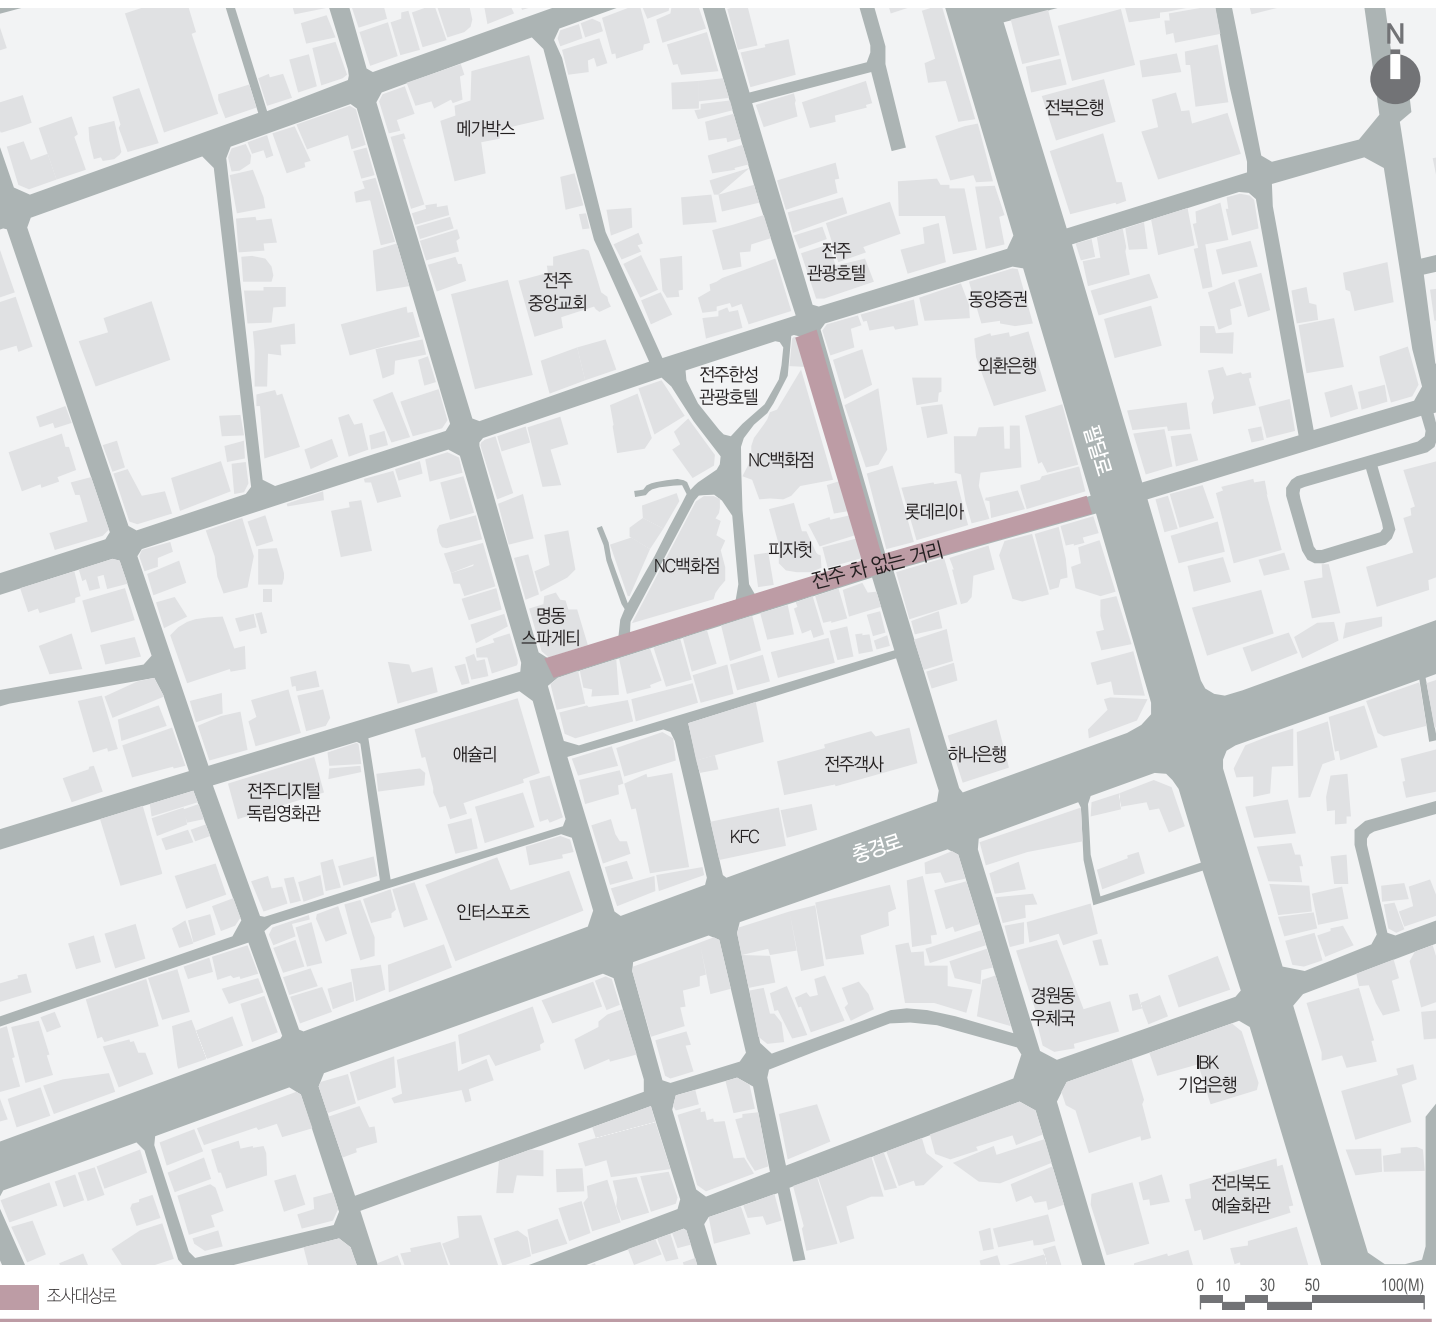 N
전북은행
메가박스
전주
관광호텔
전주
중앙교회
동양증권
외환은행
전주한성
관광호텔
팔달로
NC백화점
롯데리아
피자헛
전주 차 없는 거리
NC백화점
명동
스파게티
애슐리
전주객사
하나은행
전주디지털
독립영화관
KFC
충경로
인터스포츠
경원동
우체국
IBK
기업은행
전라북도
예술회관
조사대상로
0 10 30 50 100(M)